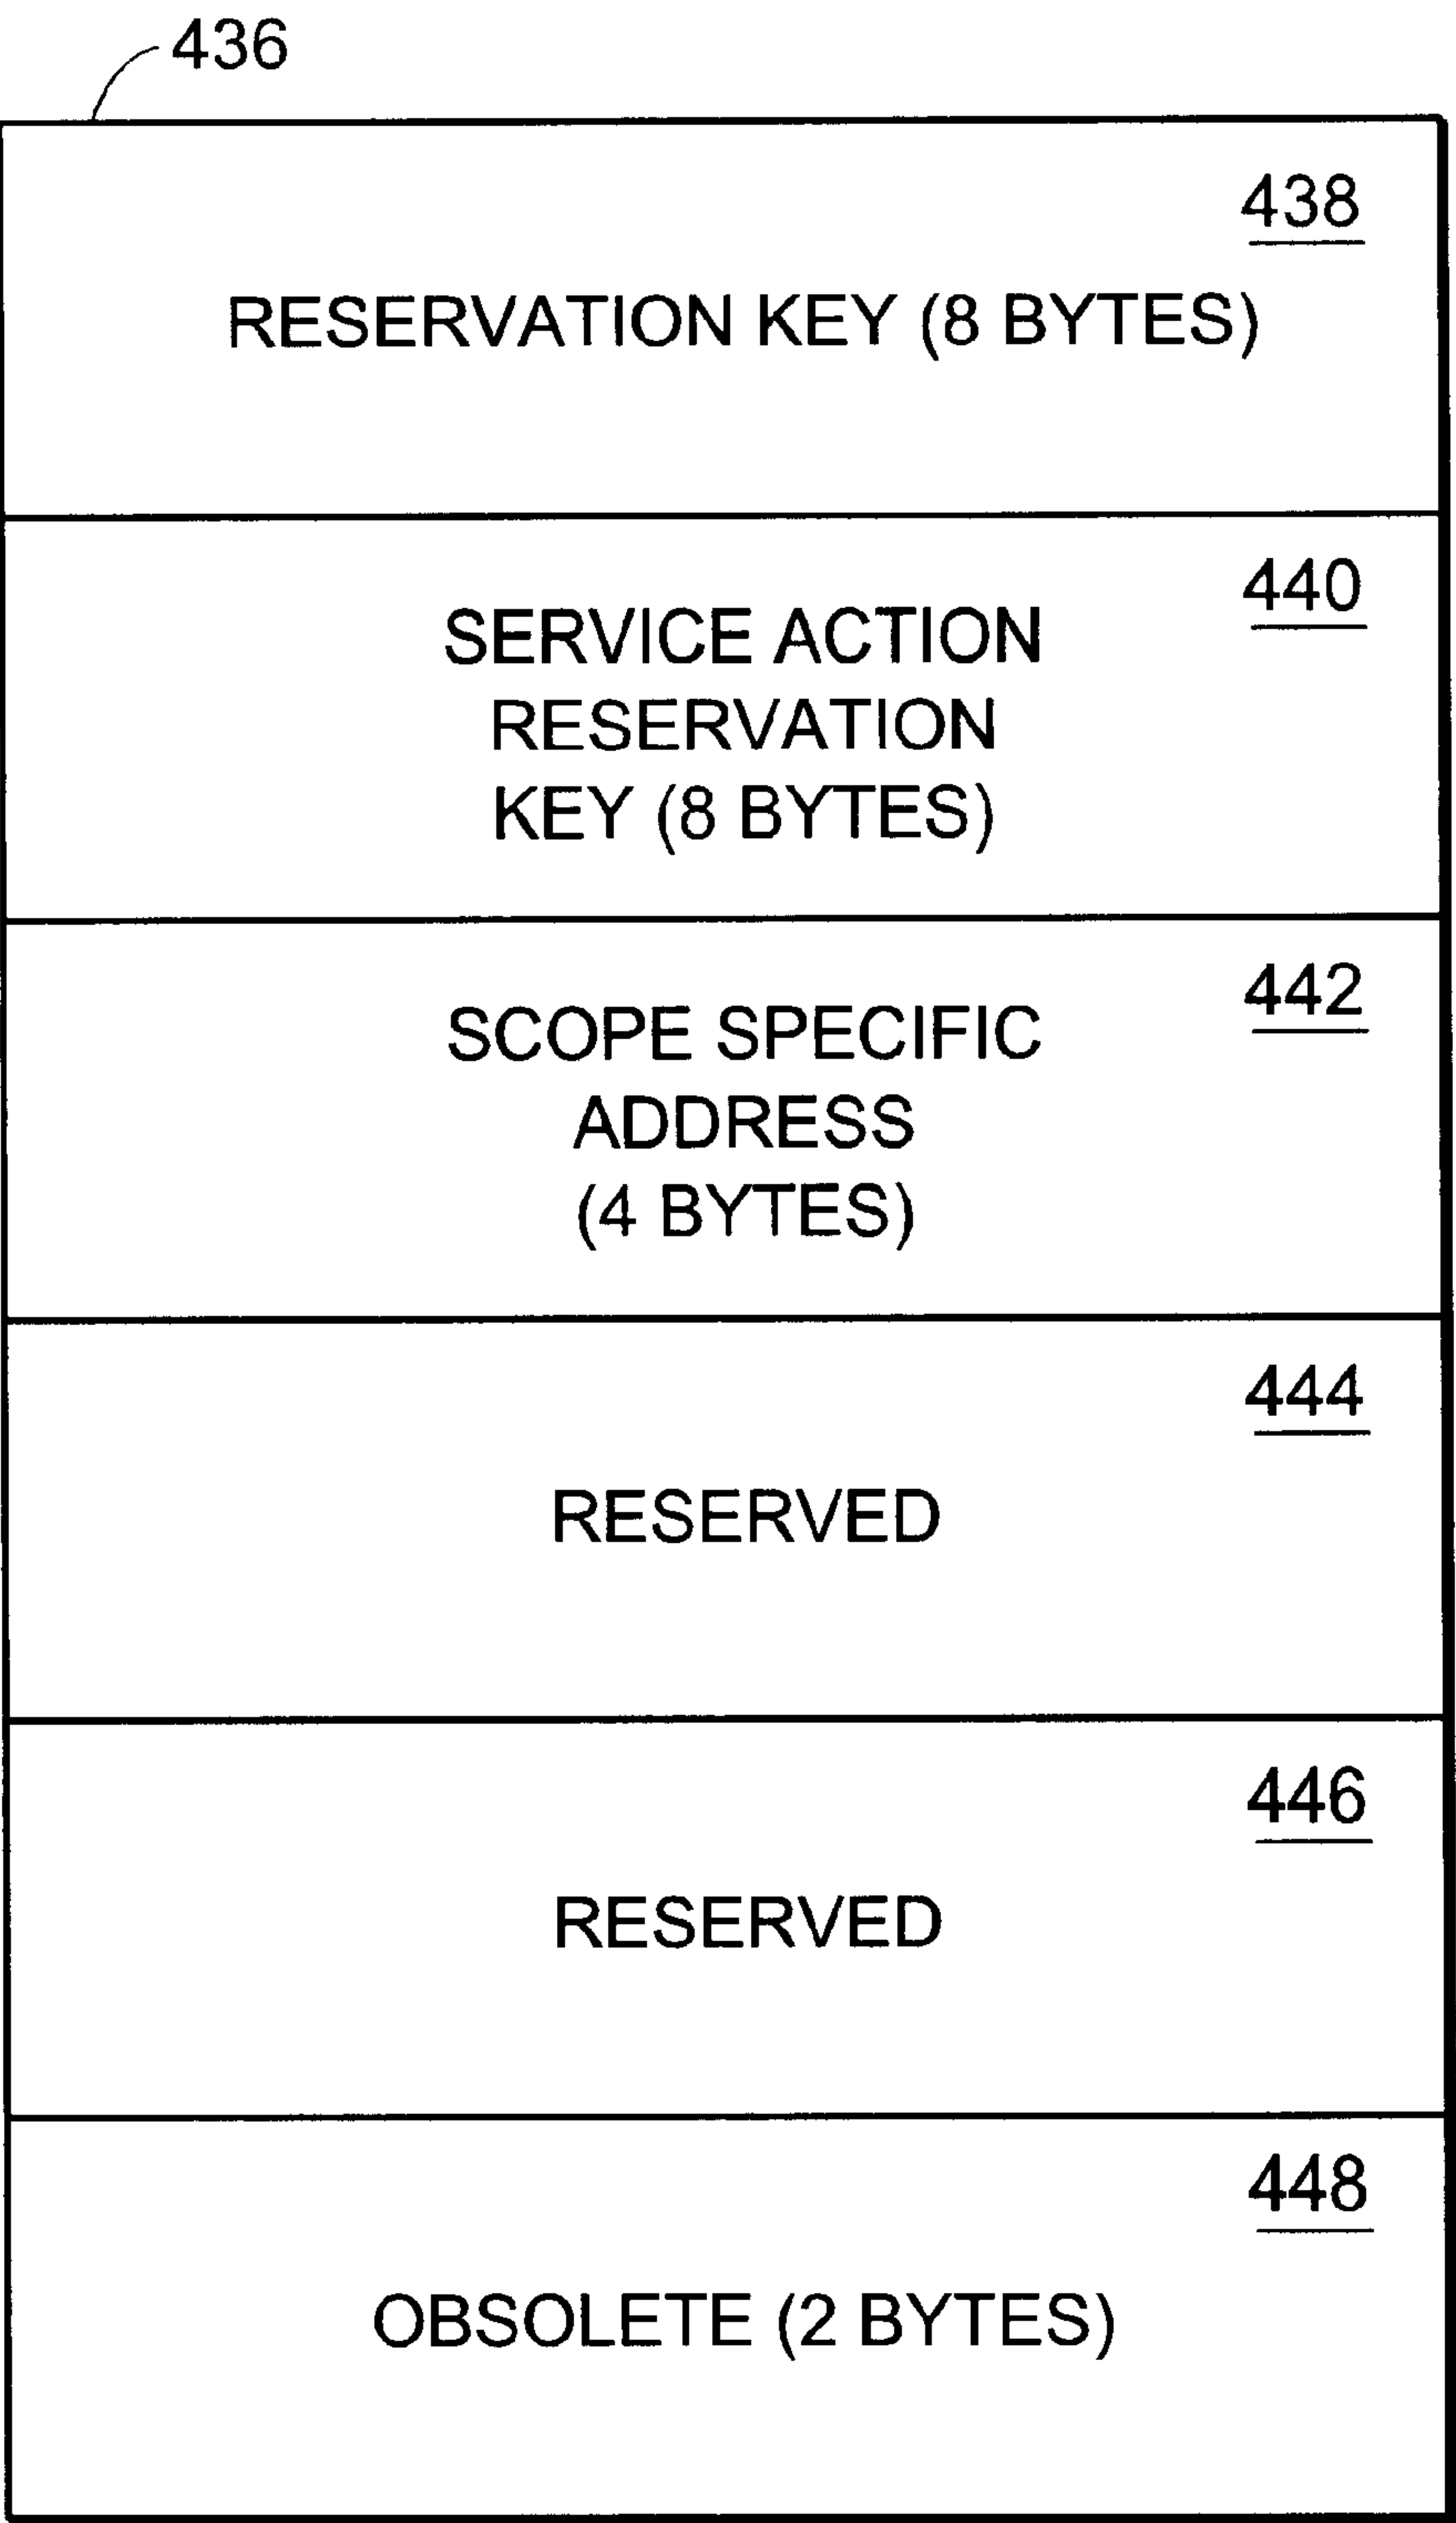 436
438
RESERVATION KEY (8 BYTES)
440
SERVICE ACTION
RESERVATION
KEY (8 BYTES)
442
SCOPE SPECIFIC
ADDRESS
(4 BYTES)
444
RESERVED
446
RESERVED
448
OBSOLETE (2 BYTES)